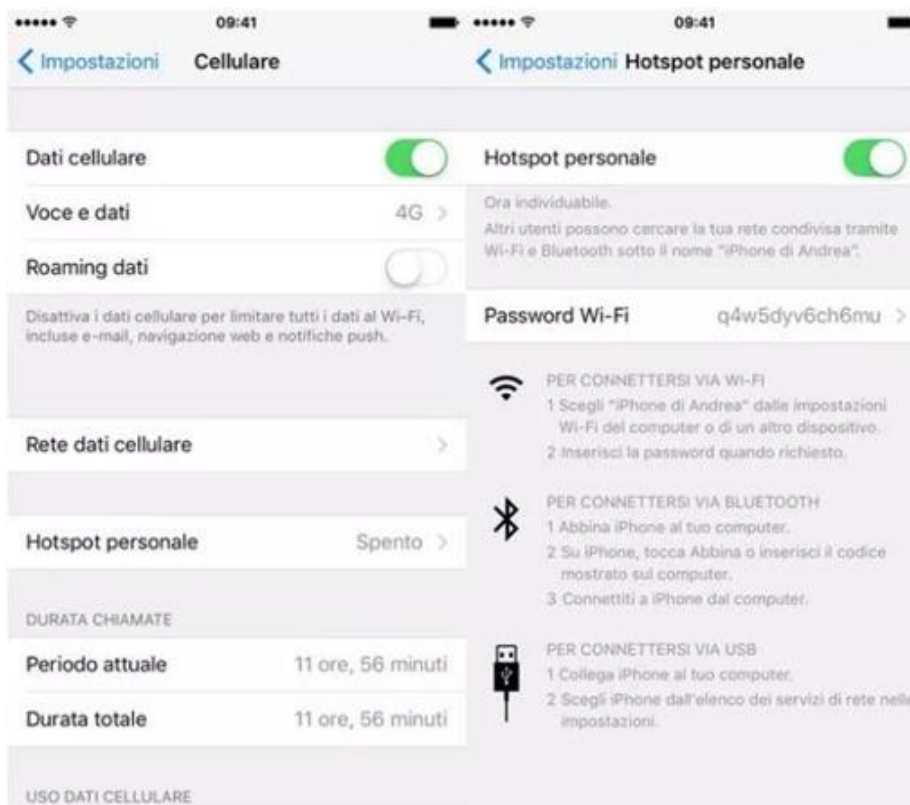 09:41
Impostazioni Cellulare
Dati cellulare
Voce e dati 4G
Roaming dati
Disattiva i dati cellulare per limitare tutti i dati al Wi-Fi,
incluse e-mail, navigazione web e notifiche push.
Rete dati cellulare
Hotspot personale Spento
DURATA CHIAMATE
Periodo attuale 11 ore, 56 minuti
Durata totale 11 ore, 56 minuti
USO DATI CELLULARE
09:41
Impostazioni Hotspot personale
Hotspot personale
Ora individuabile.
Altri utenti possono cercare la tua rete condivisa tramite
Wi-Fi e Bluetooth sotto il nome "iPhone di Andrea".
Password Wi-Fi q4w5dyv6ch6mu
PER CONNETTERSI VIA WI-FI
1 Scegli "iPhone di Andrea" dalle impostazioni
Wi-Fi del computer o di un altro dispositivo.
2 Inserisci la password quando richiesto.
PER CONNETTERSI VIA BLUETOOTH
1 Abbina iPhone al tuo computer.
2 Su iPhone, tocca Abbina o inserisci il codice
mostrato sul computer.
3 Connettiti a iPhone dal computer.
PER CONNETTERSI VIA USB
1 Collega iPhone al tuo computer.
2 Scegli iPhone dall'elenco dei servizi di rete nelle
impostazioni.